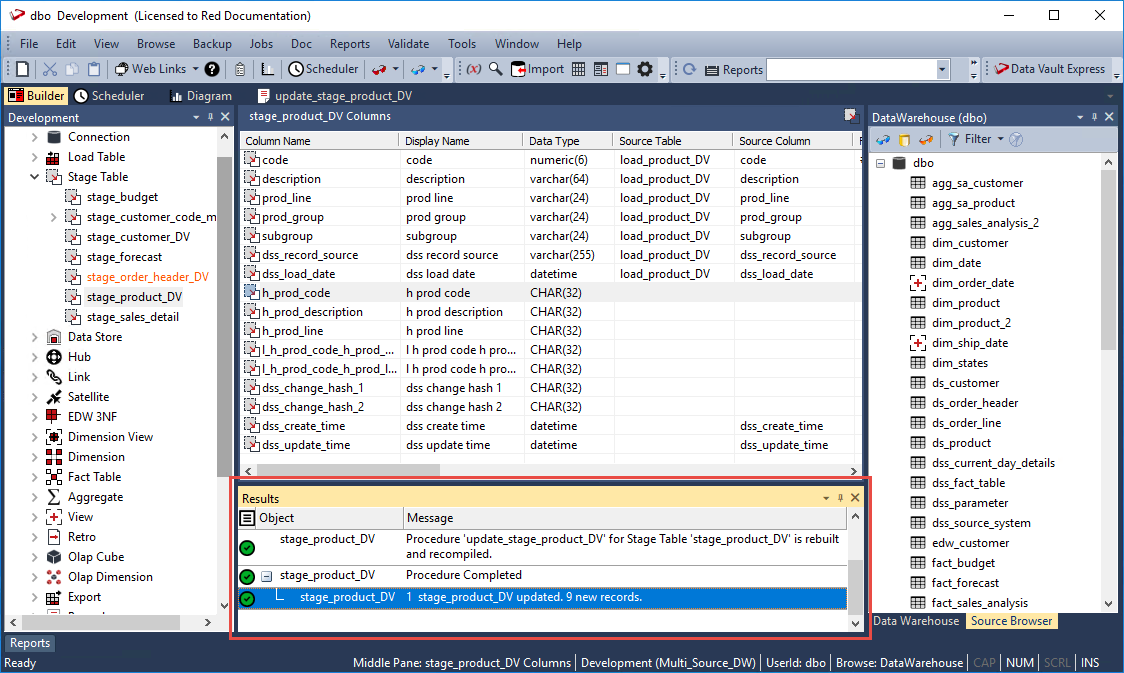 dbo Development (Licensed to Red Documentation)
File Edit View Browse Backup Jobs Doc Reports Validate Tools Window Help
Web Links Scheduler (x) Import Reports Data Vault Express
Builder Scheduler Diagram update_stage_product_DV
Development
Connection
Load Table
Stage Table
stage_budget
stage_customer_code_m
stage_customer_DV
stage_forecast
stage_order_header_DV
stage_product_DV
stage_sales_detail
Data Store
Hub
Link
Satellite
EDW 3NF
Dimension View
Dimension
Fact Table
Aggregate
View
Retro
Olap Cube
Olap Dimension
Export
stage_product_DV Columns
Column Name Display Name Data Type Source Table Source Column
code code numeric(6) load_product_DV code
description description varchar(64) load_product_DV description
prod_line prod line varchar(24) load_product_DV prod_line
prod_group prod group varchar(24) load_product_DV prod_group
subgroup subgroup varchar(24) load_product_DV subgroup
dss_record_source dss record source varchar(255) load_product_DV dss_record_source
dss_load_date dss load date datetime load_product_DV dss_load_date
h_prod_code h prod code CHAR(32)
h_prod_description h prod description CHAR(32)
h_prod_line h prod line CHAR(32)
l_h_prod_code_h_prod_... l h prod code h pro... CHAR(32)
l_h_prod_code_h_prod_l... l h prod code h pro... CHAR(32)
dss_change_hash_1 dss change hash 1 CHAR(32)
dss_change_hash_2 dss change hash 2 CHAR(32)
dss_create_time dss create time datetime dss_create_time
dss_update_time dss update time datetime dss_update_time
Results
Object Message
stage_product_DV Procedure 'update_stage_product_DV' for Stage Table 'stage_product_DV' is rebuilt
and recompiled.
stage_product_DV Procedure Completed
stage_product_DV 1 stage_product_DV updated. 9 new records.
DataWarehouse (dbo)
Filter
dbo
agg_sa_customer
agg_sa_product
agg_sales_analysis_2
dim_customer
dim_date
dim_order_date
dim_product
dim_product_2
dim_ship_date
dim_states
ds_customer
ds_order_header
ds_order_line
ds_product
dss_current_day_details
dss_fact_table
dss_parameter
dss_source_system
edw_customer
fact_budget
fact_forecast
fact_sales_analysis
Data Warehouse Source Browser
Reports
Ready Middle Pane: stage_product_DV Columns Development (Multi_Source_DW) UserId: dbo Browse: DataWarehouse CAP NUM SCRL INS